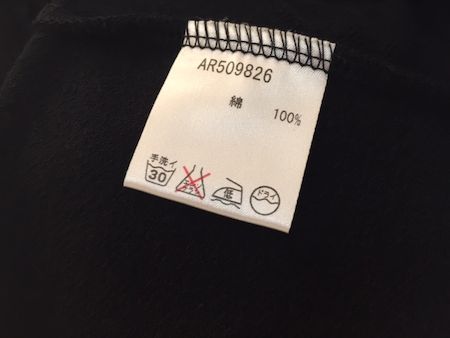 AR509826
綿 100%
手洗イ
30
エンソ
サラシ
低
ドライ